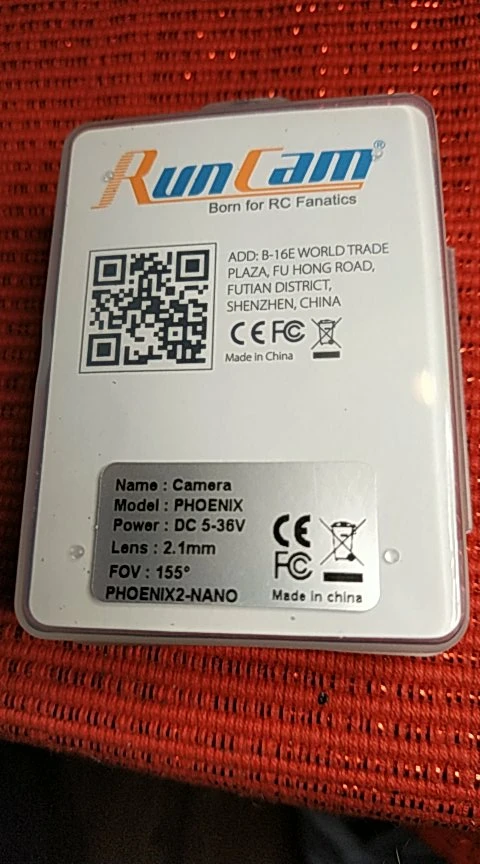 RunCam®
Born for RC Fanatics
ADD: B-16E WORLD TRADE
PLAZA, FU HONG ROAD,
FUTIAN DISTRICT,
SHENZHEN, CHINA
CE FC
Made in China
Name : Camera
Model : PHOENIX
Power : DC 5-36V
Lens : 2.1mm
FOV : 155°
PHOENIX2-NANO
CE
FC
Made in china